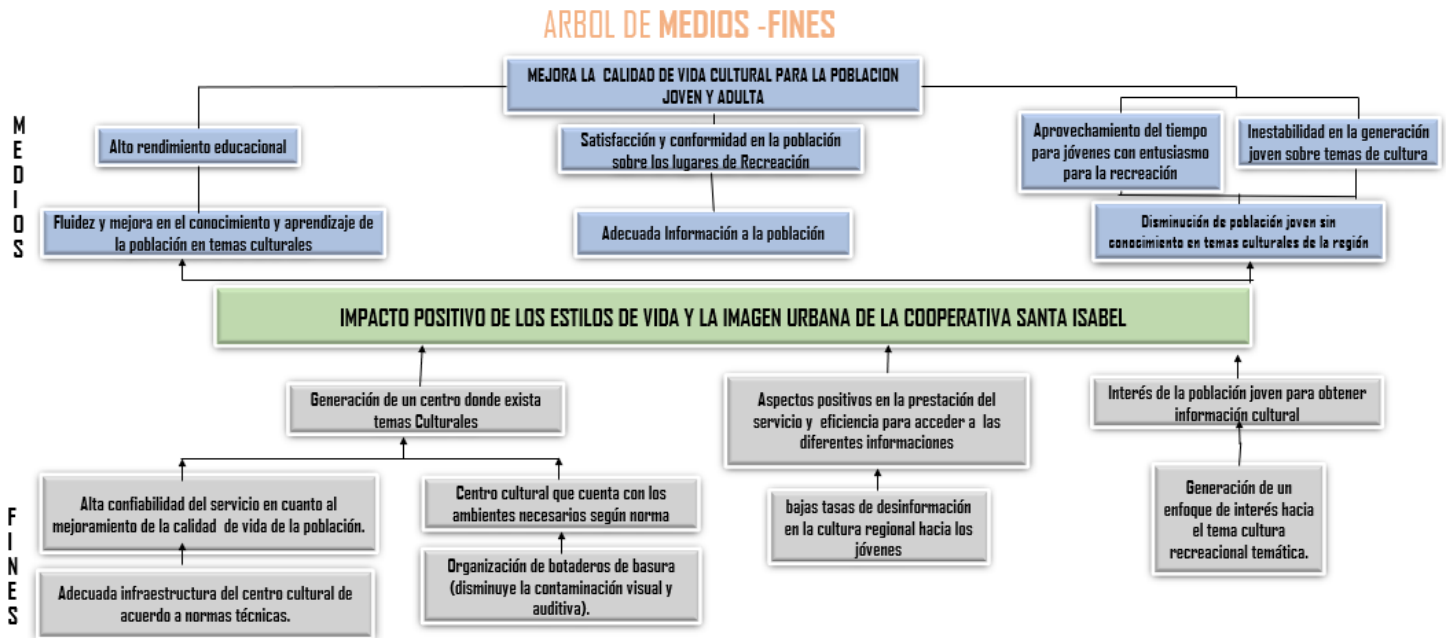 ARBOL DE MEDIOS -FINES
MEDIOS
MEJORA LA CALIDAD DE VIDA CULTURAL PARA LA POBLACION
JOVEN Y ADULTA
Alto rendimiento educacional
Satisfacción y conformidad en la población
sobre los lugares de Recreación
Aprovechamiento del tiempo
para jóvenes con entusiasmo
para la recreación
Inestabilidad en la generación
joven sobre temas de cultura
Fluidez y mejora en el conocimiento y aprendizaje de
la población en temas culturales
Adecuada Información a la población
Disminución de población joven sin
conocimiento en temas culturales de la región
IMPACTO POSITIVO DE LOS ESTILOS DE VIDA Y LA IMAGEN URBANA DE LA COOPERATIVA SANTA ISABEL
Generación de un centro donde exista
temas Culturales
Aspectos positivos en la prestación del
servicio y eficiencia para acceder a las
diferentes informaciones
Interés de la población joven para obtener
información cultural
FINES
Alta confiabilidad del servicio en cuanto al
mejoramiento de la calidad de vida de la población.
Centro cultural que cuenta con los
ambientes necesarios según norma
bajas tasas de desinformación
en la cultura regional hacia los
jóvenes
Generación de un
enfoque de interés hacia
el tema cultura
recreacional temática.
Adecuada infraestructura del centro cultural de
acuerdo a normas técnicas.
Organización de botaderos de basura
(disminuye la contaminación visual y
auditiva).